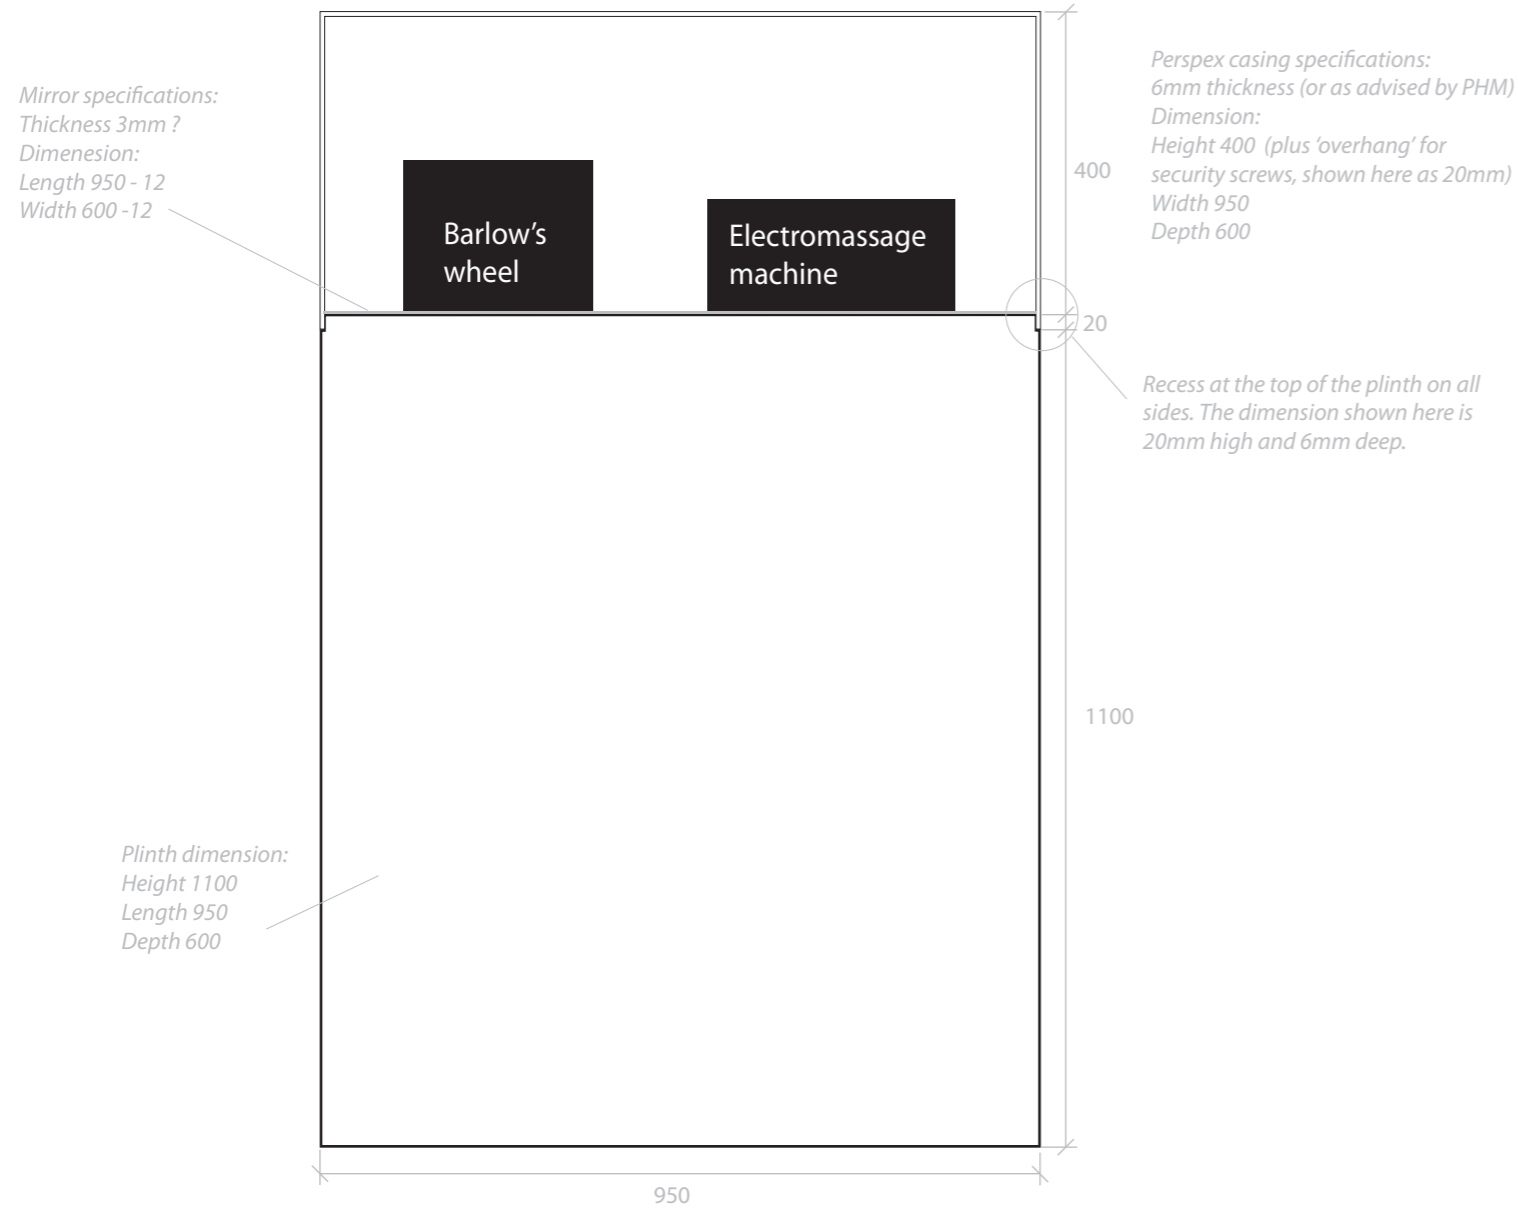 Mirror specifications:
Thickness 3mm ?
Dimenesion:
Length 950 - 12
Width 600 -12
Perspex casing specifications:
6mm thickness (or as advised by PHM)
Dimension:
Height 400  (plus ‘overhang’ for
security screws, shown here as 20mm)
Width 950
Depth 600
400
Barlow’s
wheel
Electromassage
machine
20
Recess at the top of the plinth on all
sides. The dimension shown here is
20mm high and 6mm deep.
1100
Plinth dimension:
Height 1100
Length 950
Depth 600
950